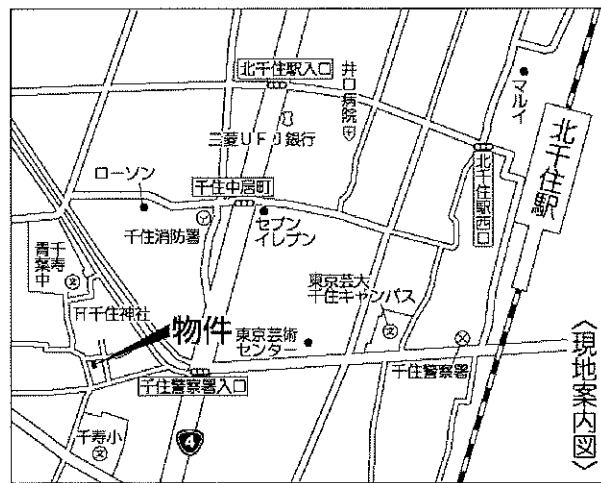 北千住駅入口
井口病院
マルイ
三菱UFJ銀行
北千住駅
北千住駅西口
ローソン
千住中居町
セブン
イレブン
千住消防署
千寿
青葉中
千住神社
物件
東京芸大
千住キャンパス
東京芸術
センター
千住警察署
千住警察署入口
千寿小
4
〈現地案内図〉